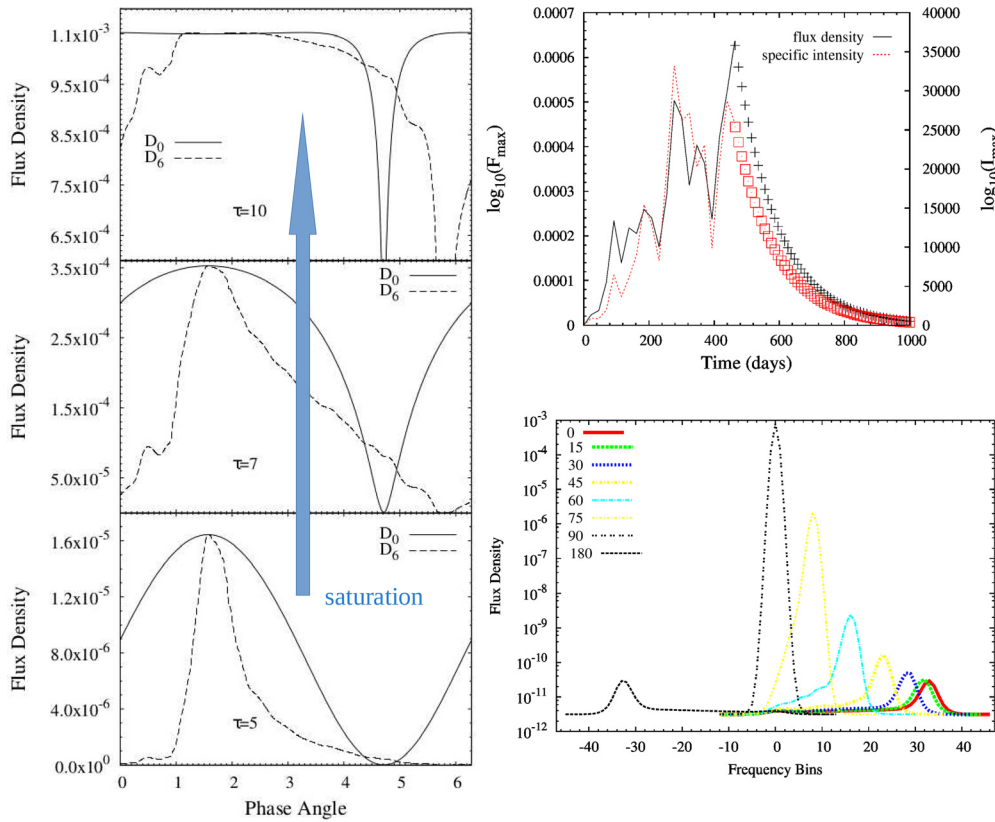 1.1x10⁻³
9.5x10⁻⁴
8.5x10⁻⁴
7.5x10⁻⁴
6.5x10⁻⁴
Flux Density
D₀
D₆
τ=10
3.5x10⁻⁴
2.5x10⁻⁴
1.5x10⁻⁴
5.0x10⁻⁵
Flux Density
D₀
D₆
τ=7
1.6x10⁻⁵
1.2x10⁻⁵
8.0x10⁻⁶
4.0x10⁻⁶
0.0x10⁰
Flux Density
D₀
D₆
τ=5
saturation
0 1 2 3 4 5 6
Phase Angle
0.0007
0.0006
0.0005
0.0004
0.0003
0.0002
0.0001
0
log₁₀(Fₘₐₓ)
flux density
specific intensity
40000
35000
30000
25000
20000
15000
10000
5000
0
log₁₀(Iₘₐₓ)
0 200 400 600 800 1000
Time (days)
10⁻³
10⁻⁴
10⁻⁵
10⁻⁶
10⁻⁷
10⁻⁸
10⁻⁹
10⁻¹⁰
10⁻¹¹
10⁻¹²
Flux Density
0
15
30
45
60
75
90
180
-40 -30 -20 -10 0 10 20 30 40
Frequency Bins